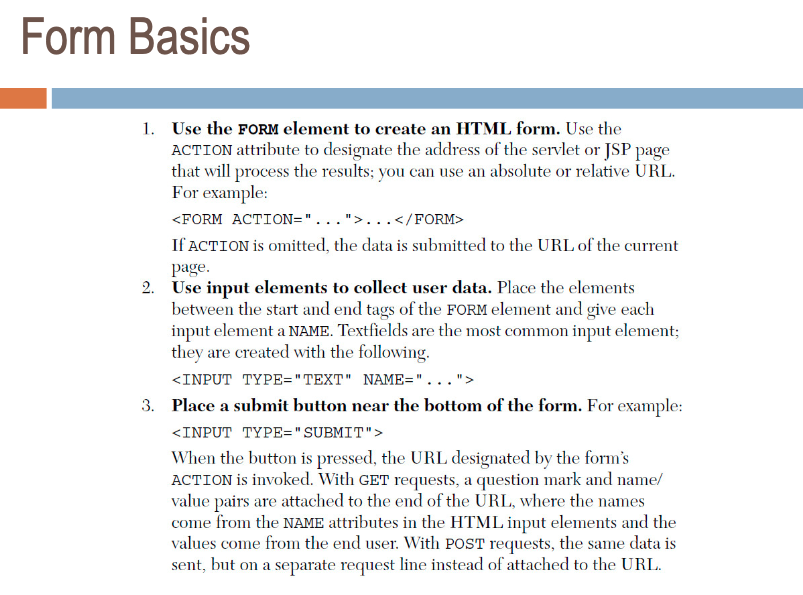 Form Basics
1. Use the FORM element to create an HTML form. Use the
ACTION attribute to designate the address of the servlet or JSP page
that will process the results; you can use an absolute or relative URL.
For example:
<FORM ACTION="...">...</FORM>
If ACTION is omitted, the data is submitted to the URL of the current
page.
2. Use input elements to collect user data. Place the elements
between the start and end tags of the FORM element and give each
input element a NAME. Textfields are the most common input element;
they are created with the following.
<INPUT TYPE="TEXT" NAME="...">
3. Place a submit button near the bottom of the form. For example:
<INPUT TYPE="SUBMIT">
When the button is pressed, the URL designated by the form's
ACTION is invoked. With GET requests, a question mark and name/
value pairs are attached to the end of the URL, where the names
come from the NAME attributes in the HTML input elements and the
values come from the end user. With POST requests, the same data is
sent, but on a separate request line instead of attached to the URL.